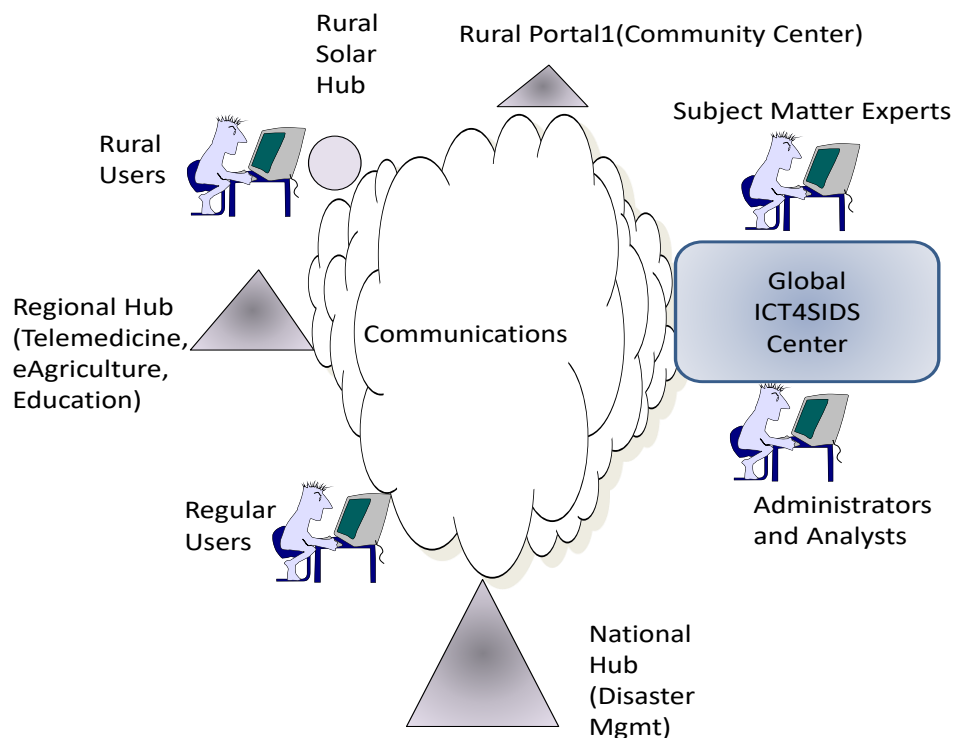 Rural
Solar
Hub
Rural Portal1(Community Center)
Subject Matter Experts
Rural
Users
Regional Hub
(Telemedicine,
eAgriculture,
Education)
Communications
Global
ICT4SIDS
Center
Regular
Users
Administrators
and Analysts
National
Hub
(Disaster
Mgmt)